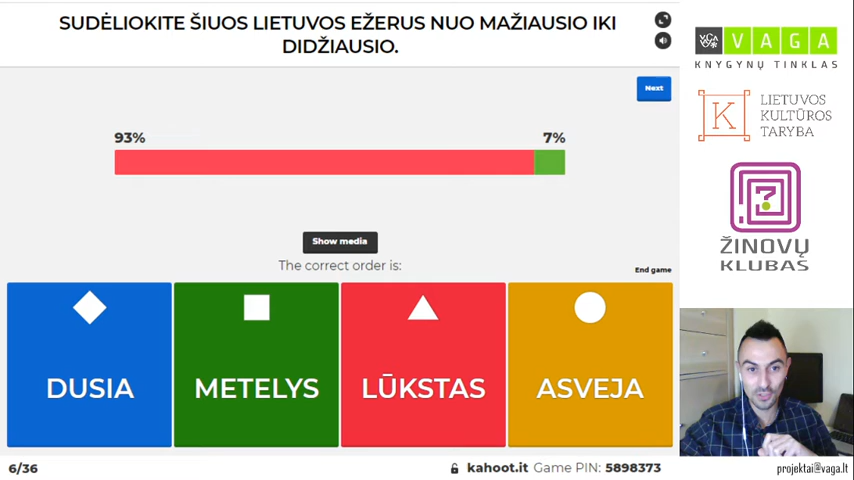 SUDĖLIOKITE ŠIUOS LIETUVOS EŽERUS NUO MAŽIAUSIO IKI
DIDŽIAUSIO.
Next
93%
7%
Show media
The correct order is:
End game
DUSIA
METELYS
LŪKSTAS
ASVEJA
6/36
kahoot.it Game PIN: 5898373
VAGA
VAGA
KNYGYNŲ TINKLAS
K
LIETUVOS
KULTŪROS
TARYBA
?
ŽINOVŲ
KLUBAS
projektai@vaga.lt